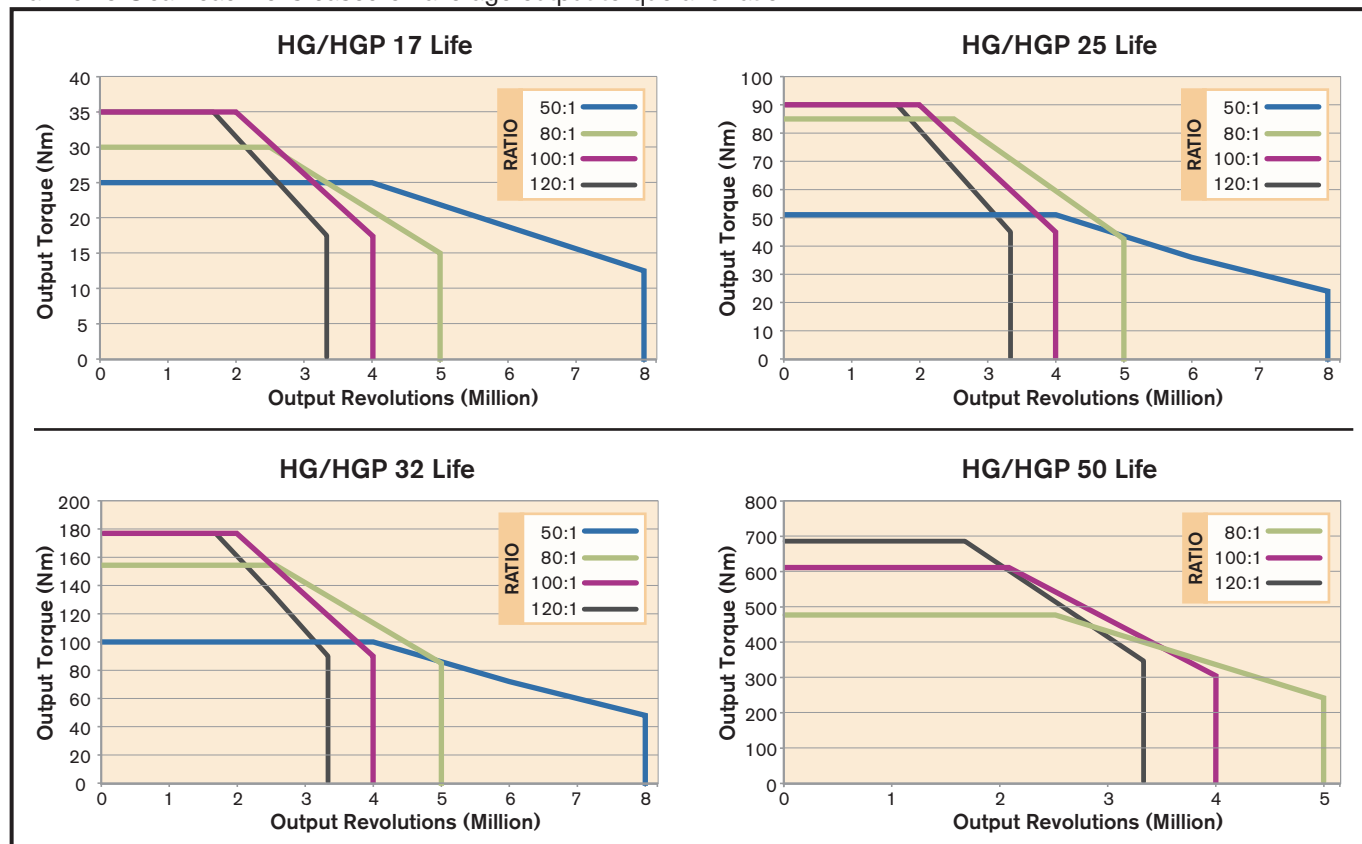 HG/HGP 17 Life
Output Torque (Nm)
40
35
30
25
20
15
10
5
0
0 1 2 3 4 5 6 7 8
Output Revolutions (Million)
RATIO
50:1
80:1
100:1
120:1
HG/HGP 25 Life
Output Torque (Nm)
100
90
80
70
60
50
40
30
20
10
0
0 1 2 3 4 5 6 7 8
Output Revolutions (Million)
RATIO
50:1
80:1
100:1
120:1
HG/HGP 32 Life
Output Torque (Nm)
200
180
160
140
120
100
80
60
40
20
0
0 1 2 3 4 5 6 7 8
Output Revolutions (Million)
RATIO
50:1
80:1
100:1
120:1
HG/HGP 50 Life
Output Torque (Nm)
800
700
600
500
400
300
200
100
0
0 1 2 3 4 5
Output Revolutions (Million)
RATIO
80:1
100:1
120:1